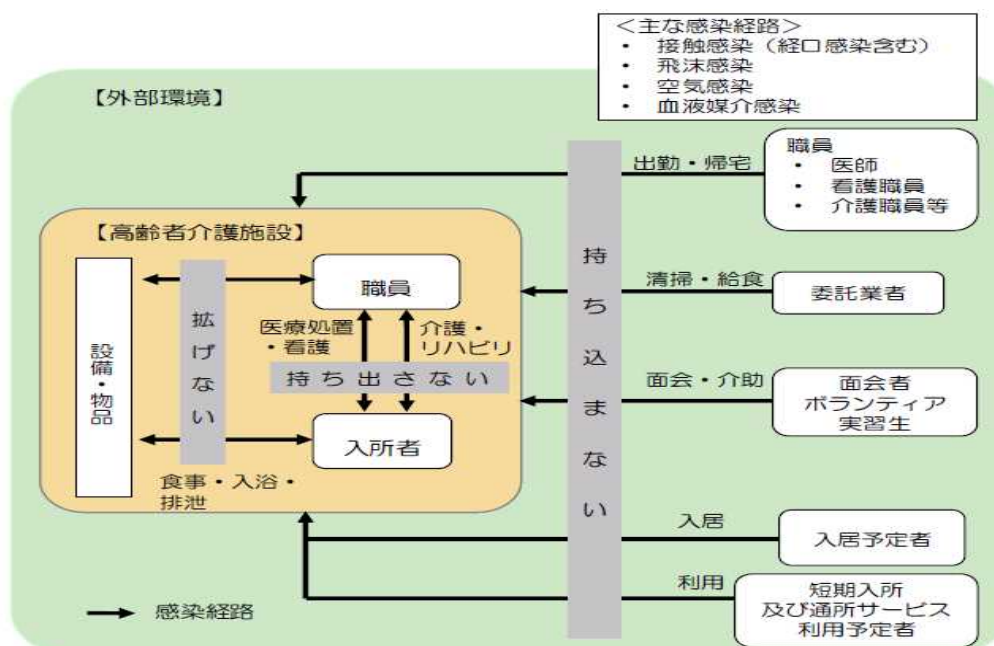 ＜主な感染経路＞
・ 接触感染（経口感染含む）
・ 飛沫感染
・ 空気感染
・ 血液媒介感染
【外部環境】
出勤・帰宅
職員
・ 医師
・ 看護職員
・ 介護職員等
【高齢者介護施設】
設備・物品
拡げない
職員
医療処置
・看護
介護・
リハビリ
持ち出さない
入所者
食事・入浴・
排泄
持ち込まない
清掃・給食
委託業者
面会・介助
面会者
ボランティア
実習生
入居
入居予定者
利用
短期入所
及び通所サービス
利用予定者
感染経路